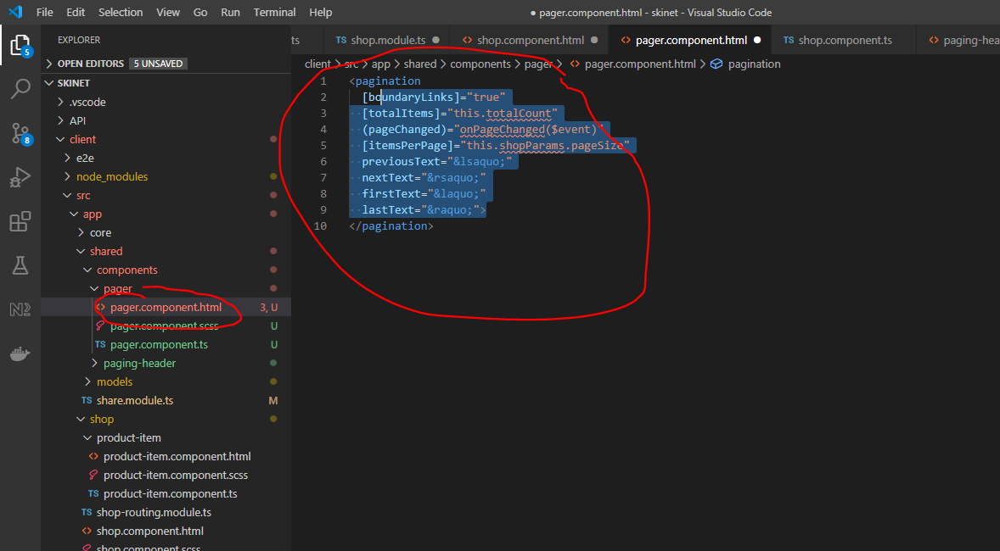 File Edit Selection View Go Run Terminal Help
● pager.component.html - skinet - Visual Studio Code
EXPLORER
OPEN EDITORS 5 UNSAVED
SKINET
.vscode
API
client
e2e
node_modules
src
app
core
shared
components
pager
pager.component.html 3, U
pager.component.scss U
TS pager.component.ts U
paging-header
models
TS share.module.ts M
shop
product-item
product-item.component.html
product-item.component.scss
TS product-item.component.ts
TS shop-routing.module.ts
shop.component.html
shop.component.scss
5
8
ts TS shop.module.ts ● <> shop.component.html ● <> pager.component.html ● TS shop.component.ts <> paging-hea
client > src > app > shared > components > pager > <> pager.component.html > pagination
1 <pagination
2 [boundaryLinks]="true"
3 [totalItems]="this.totalCount"
4 (pageChanged)="onPageChanged($event)"
5 [itemsPerPage]="this.shopParams.pageSize"
6 previousText="&lsaquo;"
7 nextText="&rsaquo;"
8 firstText="&laquo;"
9 lastText="&raquo;">
10 </pagination>